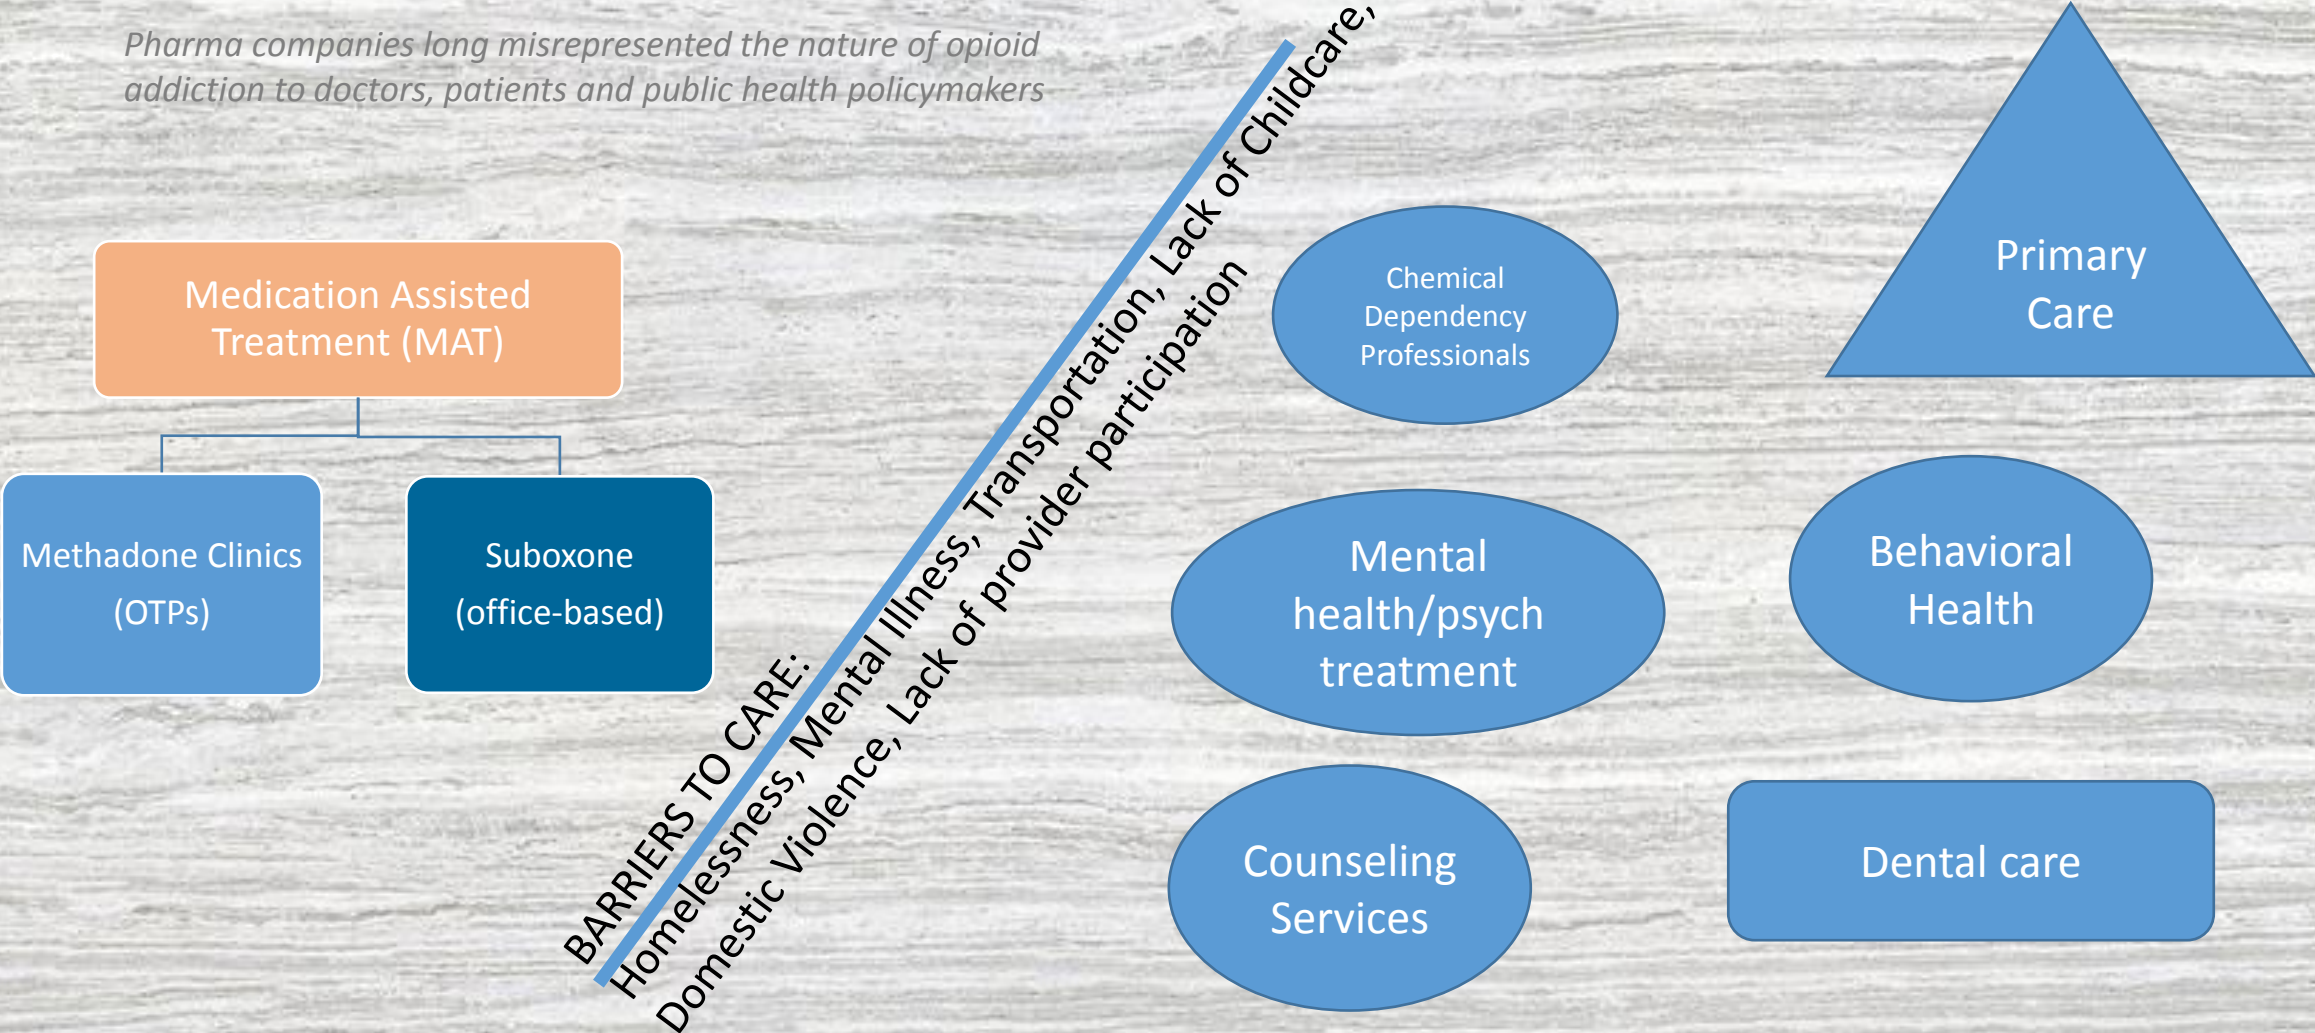 Pharma companies long misrepresented the nature of opioid
addiction to doctors, patients and public health policymakers
Medication Assisted
Treatment (MAT)
Methadone Clinics
(OTPs)
Suboxone
(office-based)
BARRIERS TO CARE:
Homelessness, Mental Illness, Transportation, Lack of Childcare,
Domestic Violence, Lack of provider participation
Chemical
Dependency
Professionals
Primary
Care
Mental
health/psych
treatment
Behavioral
Health
Counseling
Services
Dental care